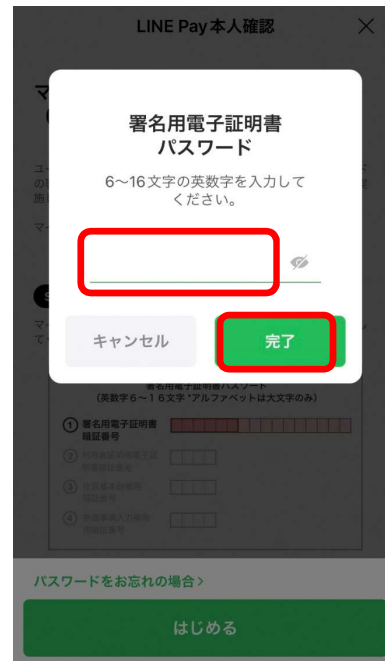 LINE Pay 本人確認
署名用電子証明書
パスワード
6〜16文字の英数字を入力して
ください。
キャンセル
完了
署名用電子証明書パスワード
(英数字6~16文字 *アルファベットは大文字のみ)
① 署名用電子証明書
暗証番号
②
③
④
パスワードをお忘れの場合>
はじめる